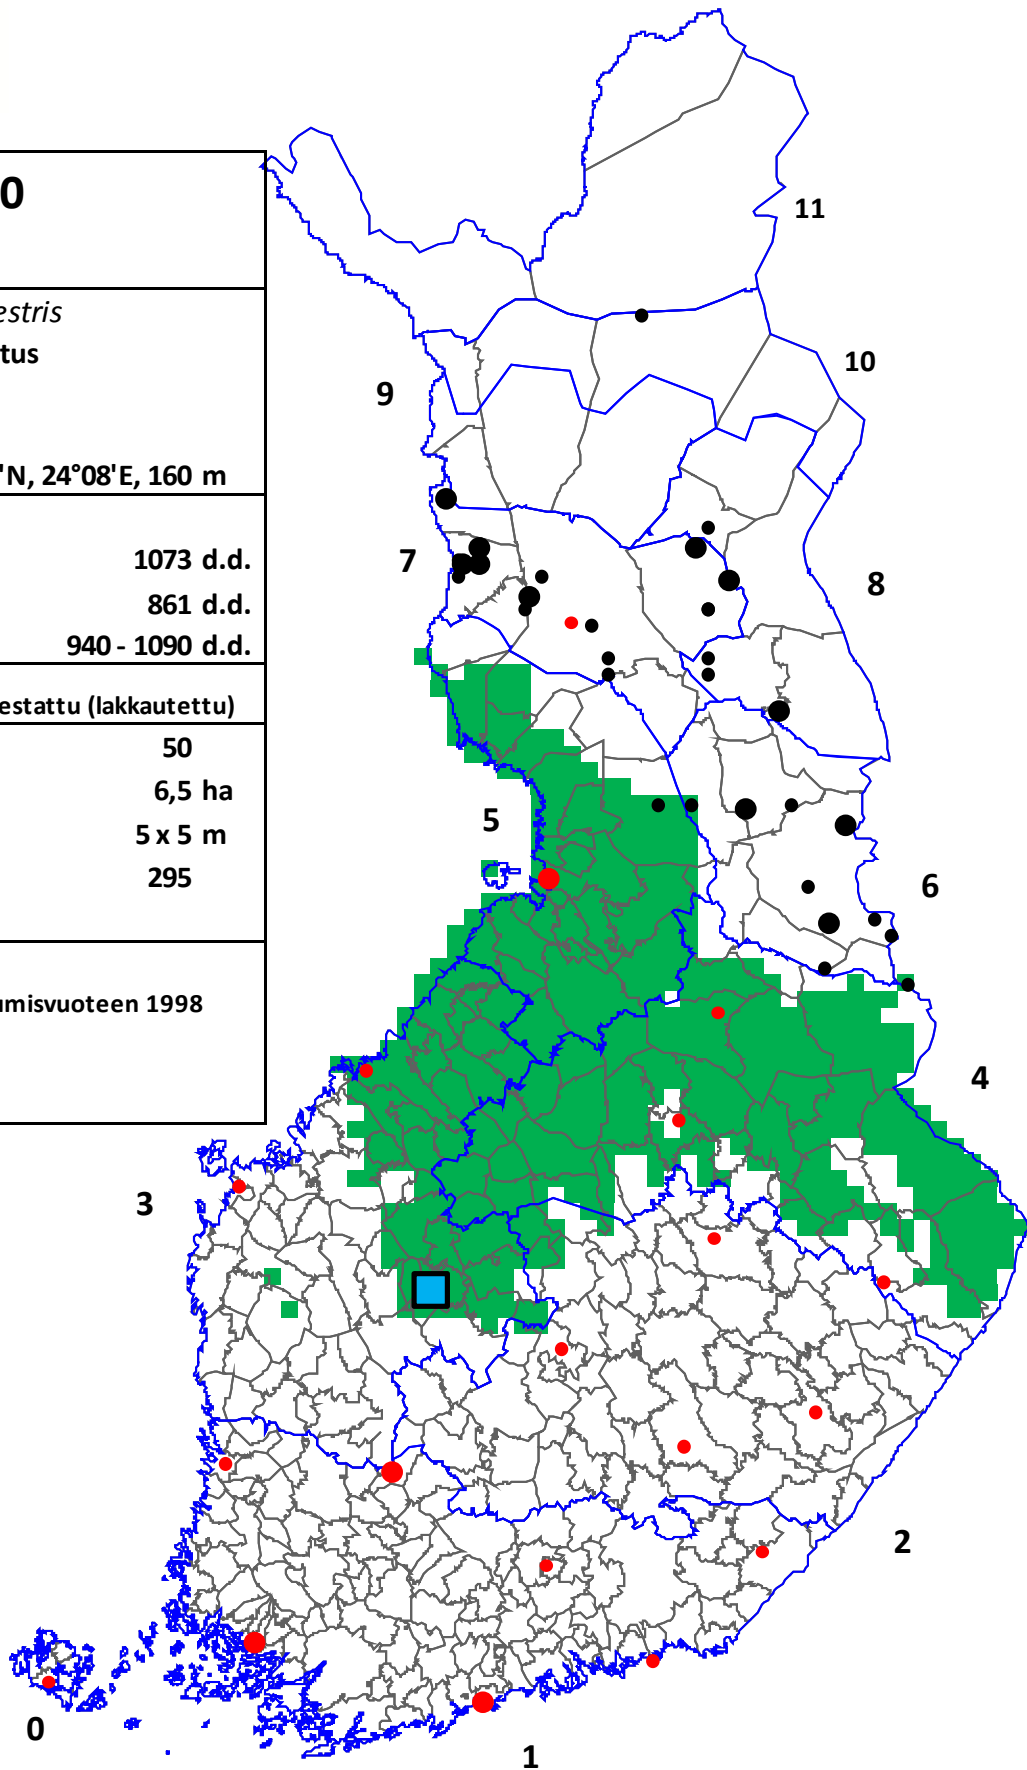 0
estris
tus
'N, 24°08'E, 160 m
1073 d.d.
861 d.d.
940 - 1090 d.d.
estattu (lakkautettu)
50
6,5 ha
5 x 5 m
295
umisvuoteen 1998
11
10
9
8
7
6
5
4
3
2
1
0